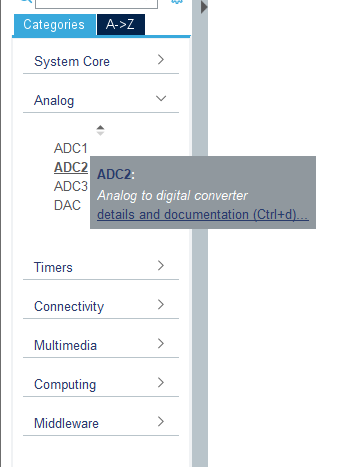 Categories
A->Z
System Core
Analog
ADC1
ADC2
ADC3
DAC
ADC2:
Analog to digital converter
details and documentation (Ctrl+d)...
Timers
Connectivity
Multimedia
Computing
Middleware